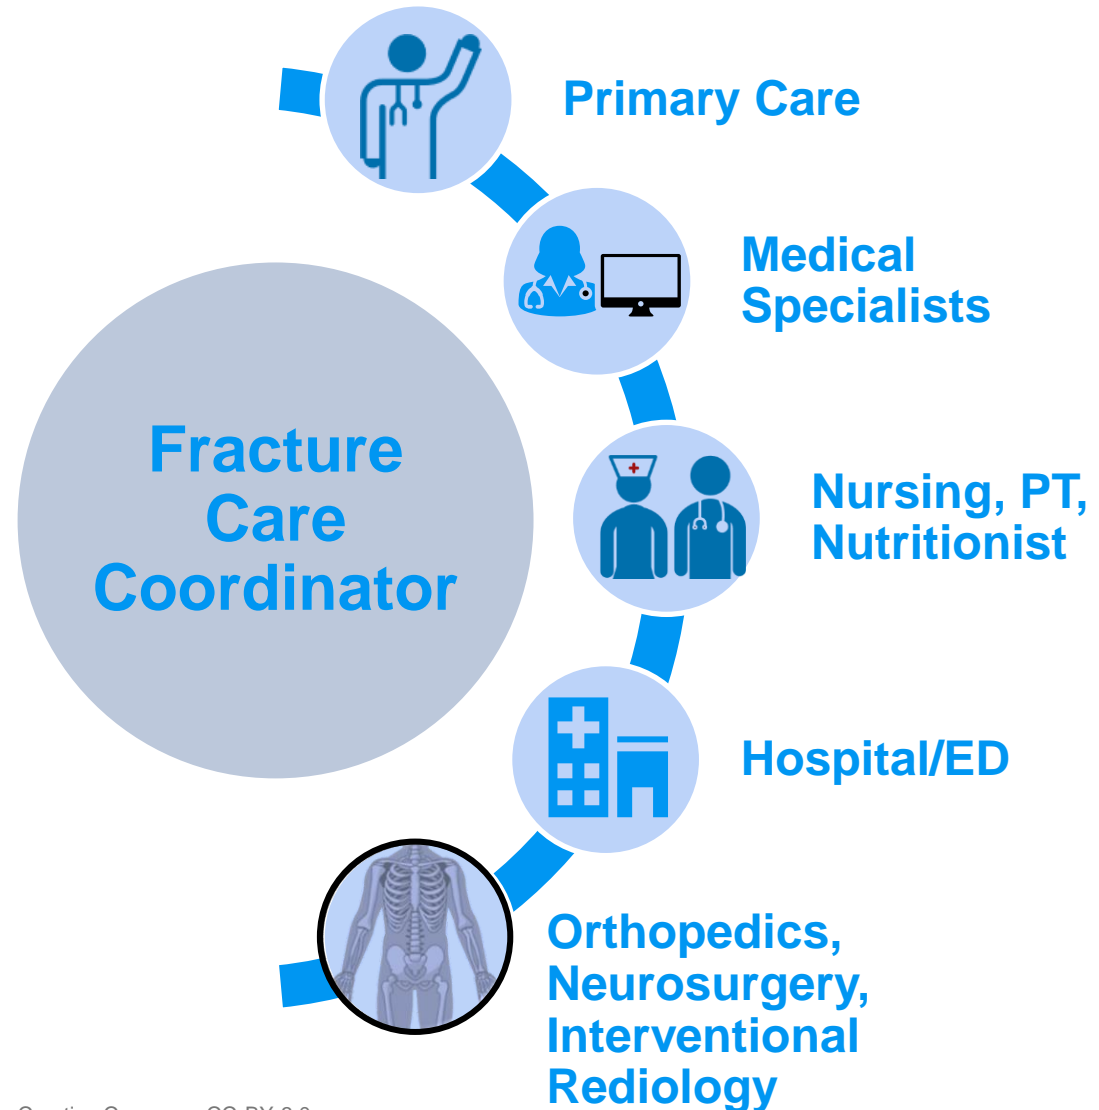 Primary Care
Medical
Specialists
Fracture
Care
Coordinator
Nursing, PT,
Nutritionist
Hospital/ED
Orthopedics,
Neurosurgery,
Interventional
Rediology